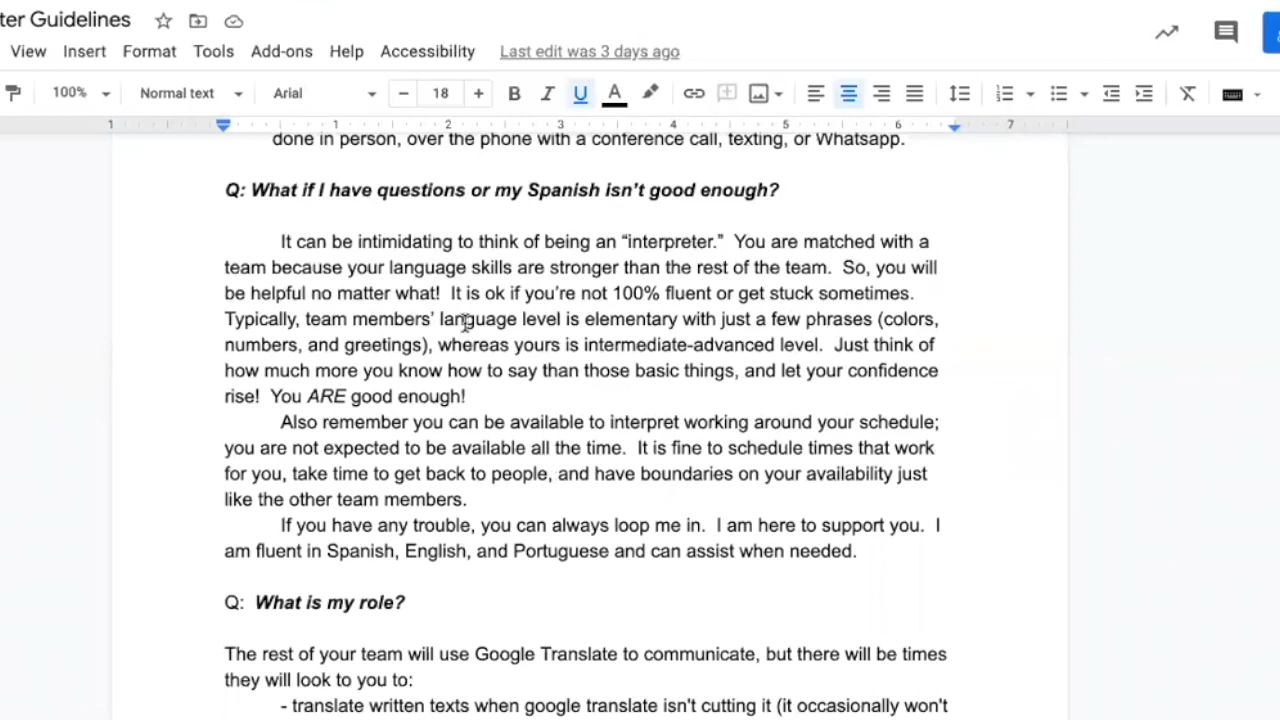 ter Guidelines
View Insert Format Tools Add-ons Help Accessibility Last edit was 3 days ago
100% Normal text Arial − 18 + B I U A
1 1 2 3 4 5 6 7
done in person, over the phone with a conference call, texting, or Whatsapp.
Q: What if I have questions or my Spanish isn’t good enough?
It can be intimidating to think of being an “interpreter.” You are matched with a
team because your language skills are stronger than the rest of the team. So, you will
be helpful no matter what! It is ok if you’re not 100% fluent or get stuck sometimes.
Typically, team members’ language level is elementary with just a few phrases (colors,
numbers, and greetings), whereas yours is intermediate-advanced level. Just think of
how much more you know how to say than those basic things, and let your confidence
rise! You ARE good enough!
Also remember you can be available to interpret working around your schedule;
you are not expected to be available all the time. It is fine to schedule times that work
for you, take time to get back to people, and have boundaries on your availability just
like the other team members.
If you have any trouble, you can always loop me in. I am here to support you. I
am fluent in Spanish, English, and Portuguese and can assist when needed.
Q: What is my role?
The rest of your team will use Google Translate to communicate, but there will be times
they will look to you to:
- translate written texts when google translate isn't cutting it (it occasionally won't